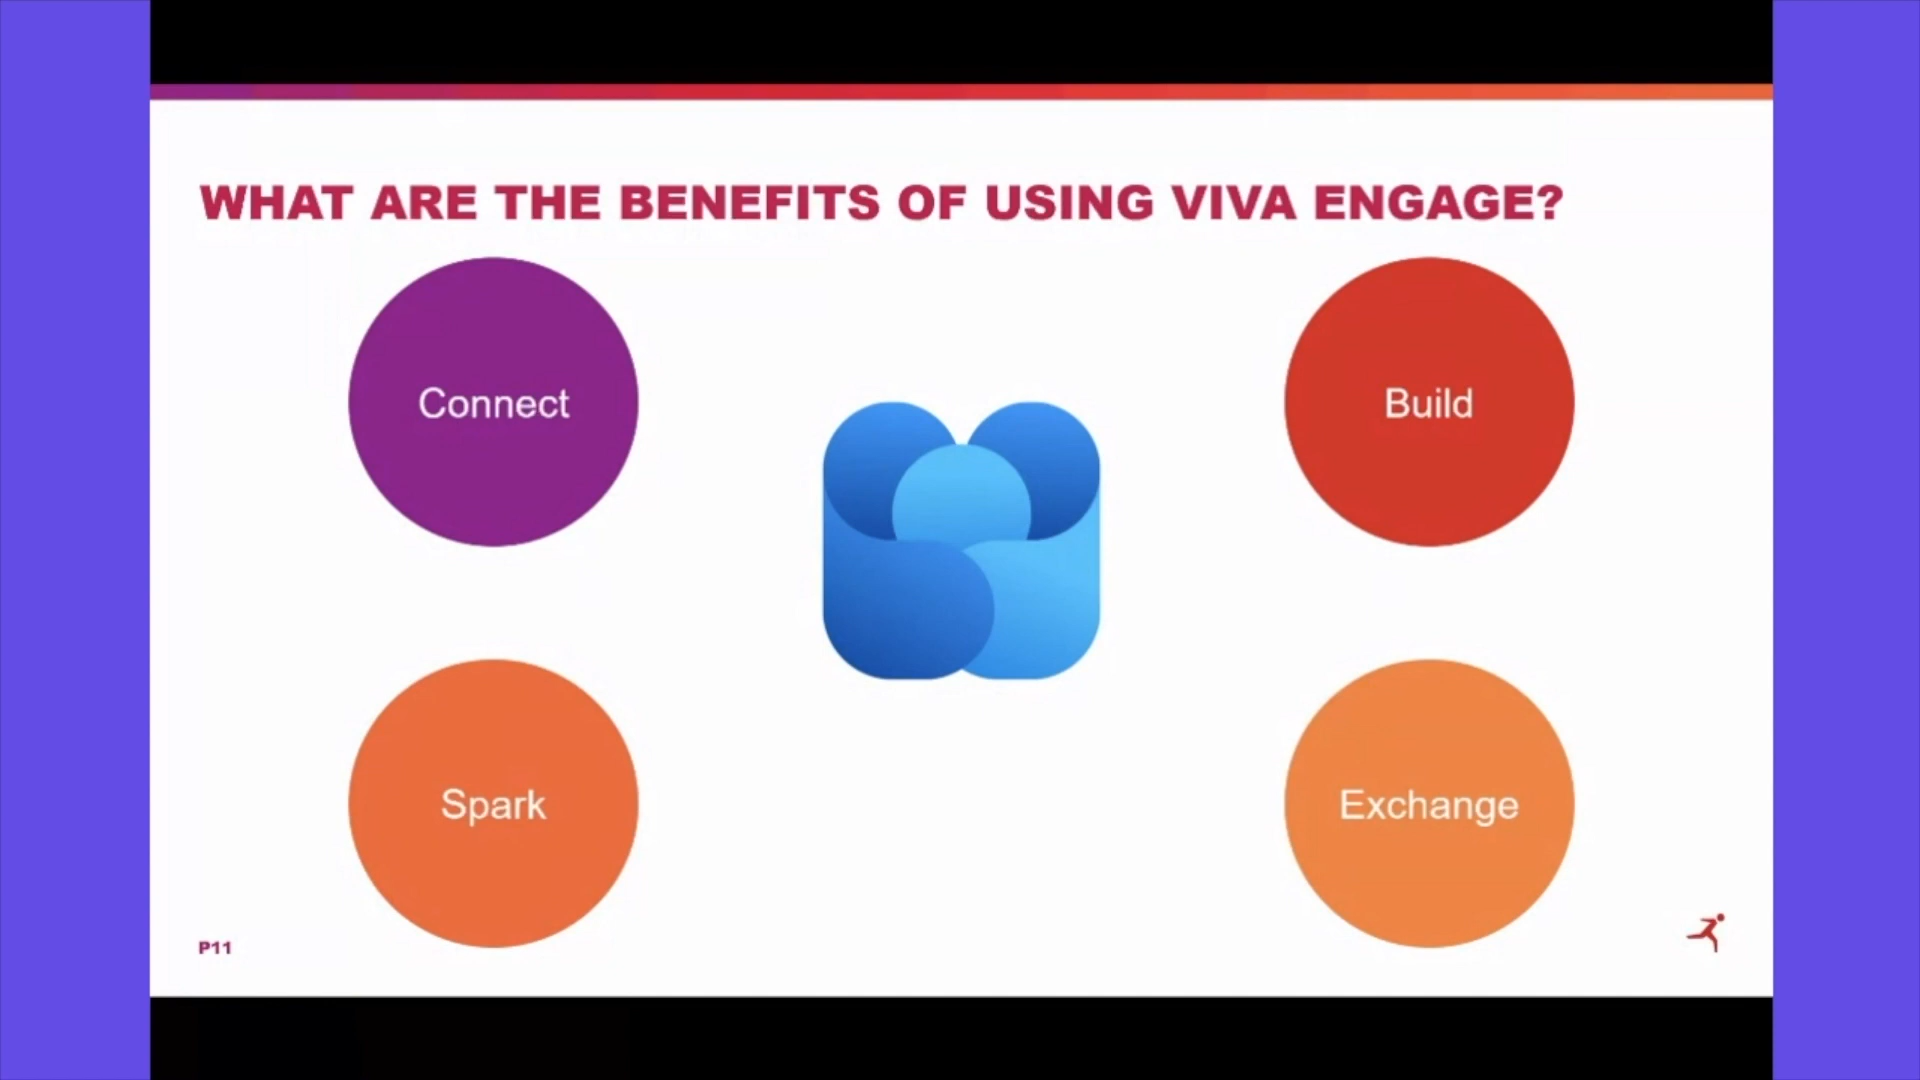 WHAT ARE THE BENEFITS OF USING VIVA ENGAGE?
Connect
Build
Spark
Exchange
P11